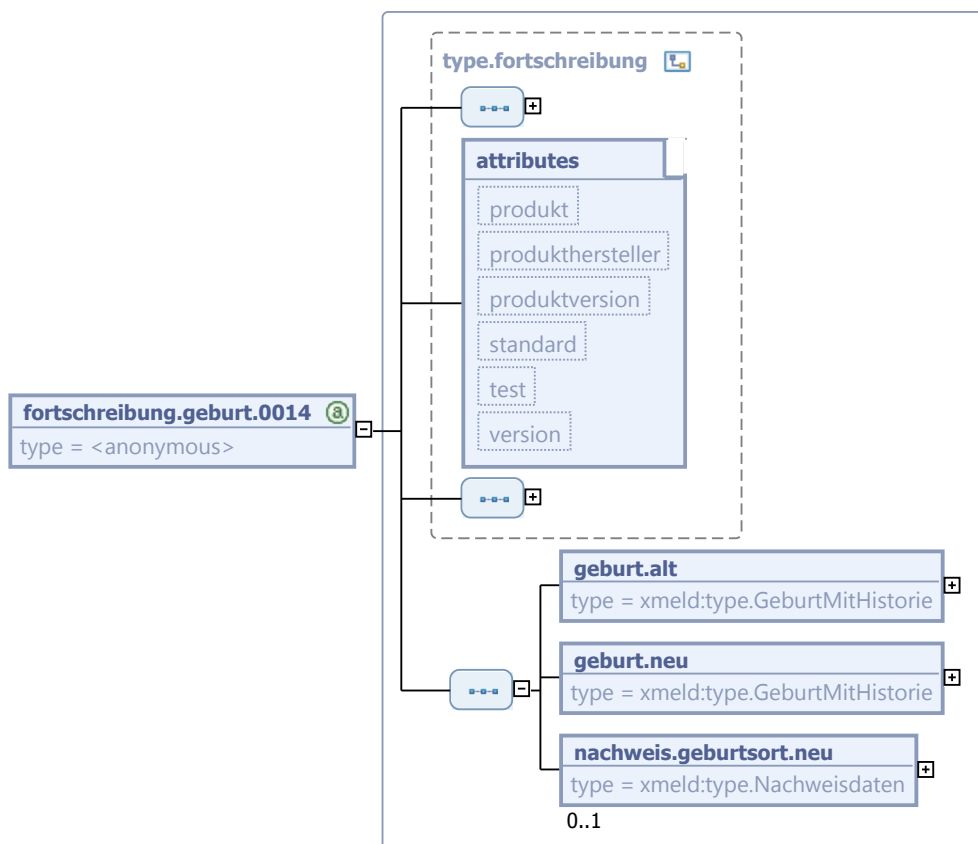 type.fortschreibung
attributes
produkt
produkthersteller
produktversion
standard
test
version
fortschreibung.geburt.0014 @
type = <anonymous>
geburt.alt
type = xmeld:type.GeburtMitHistorie
geburt.neu
type = xmeld:type.GeburtMitHistorie
nachweis.geburtsort.neu
type = xmeld:type.Nachweisdaten
0..1